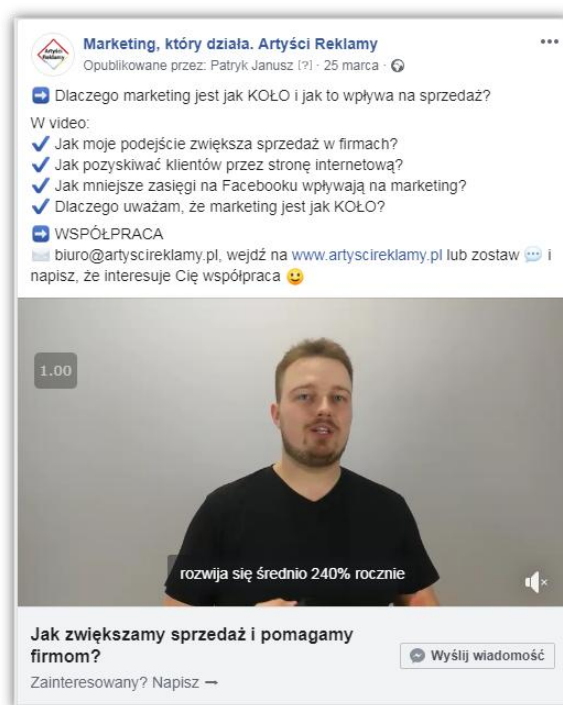 Artyści
Reklamy
Marketing, który działa. Artyści Reklamy
Opublikowane przez: Patryk Janusz [?] · 25 marca ·
Dlaczego marketing jest jak KOŁO i jak to wpływa na sprzedaż?
W video:
Jak moje podejście zwiększa sprzedaż w firmach?
Jak pozyskiwać klientów przez stronę internetową?
Jak mniejsze zasięgi na Facebooku wpływają na marketing?
Dlaczego uważam, że marketing jest jak KOŁO?
WSPÓŁPRACA
biuro@artyscireklamy.pl, wejdź na www.artyscireklamy.pl lub zostaw 💬 i
napisz, że interesuje Cię współpraca 😀
1.00
rozwija się średnio 240% rocznie
Jak zwiększamy sprzedaż i pomagamy
firmom?
Wyślij wiadomość
Zainteresowany? Napisz →